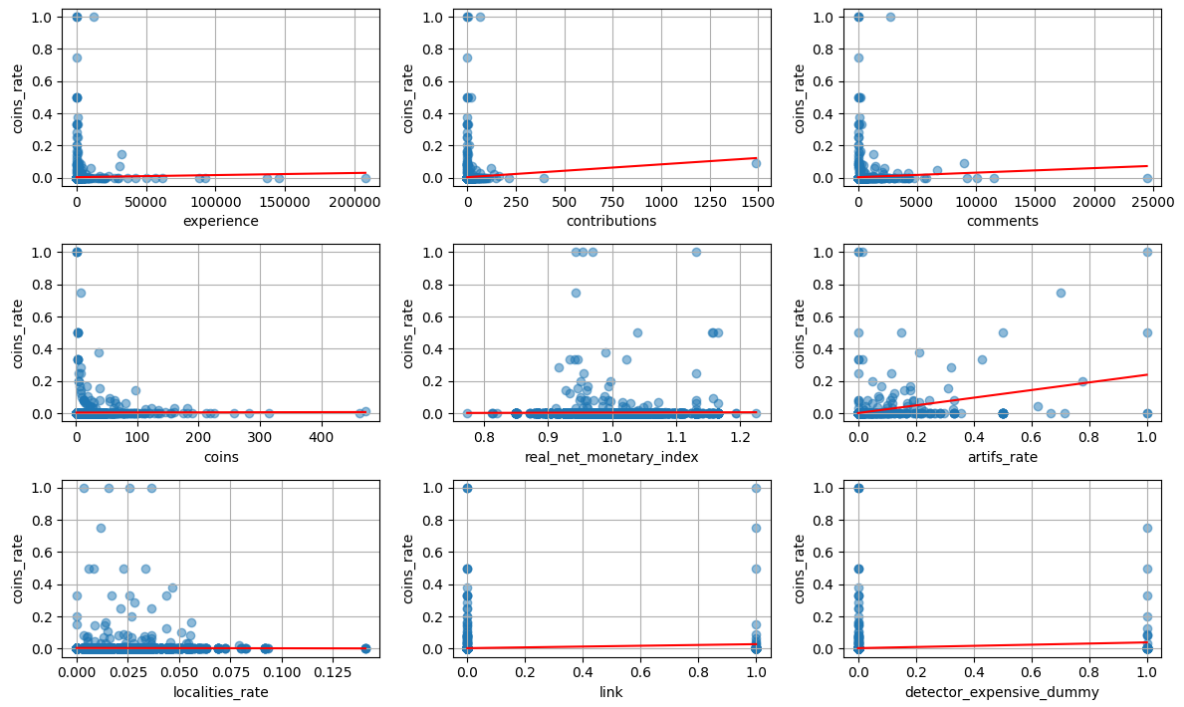 coins_rate
1.0
0.8
0.6
0.4
0.2
0.0
0 50000 100000 150000 200000
experience
coins_rate
1.0
0.8
0.6
0.4
0.2
0.0
0 250 500 750 1000 1250 1500
contributions
coins_rate
1.0
0.8
0.6
0.4
0.2
0.0
0 5000 10000 15000 20000 25000
comments
coins_rate
1.0
0.8
0.6
0.4
0.2
0.0
0 100 200 300 400
coins
coins_rate
1.0
0.8
0.6
0.4
0.2
0.0
0.8 0.9 1.0 1.1 1.2
real_net_monetary_index
coins_rate
1.0
0.8
0.6
0.4
0.2
0.0
0.0 0.2 0.4 0.6 0.8 1.0
artifs_rate
coins_rate
1.0
0.8
0.6
0.4
0.2
0.0
0.000 0.025 0.050 0.075 0.100 0.125
localities_rate
coins_rate
1.0
0.8
0.6
0.4
0.2
0.0
0.0 0.2 0.4 0.6 0.8 1.0
link
coins_rate
1.0
0.8
0.6
0.4
0.2
0.0
0.0 0.2 0.4 0.6 0.8 1.0
detector_expensive_dummy